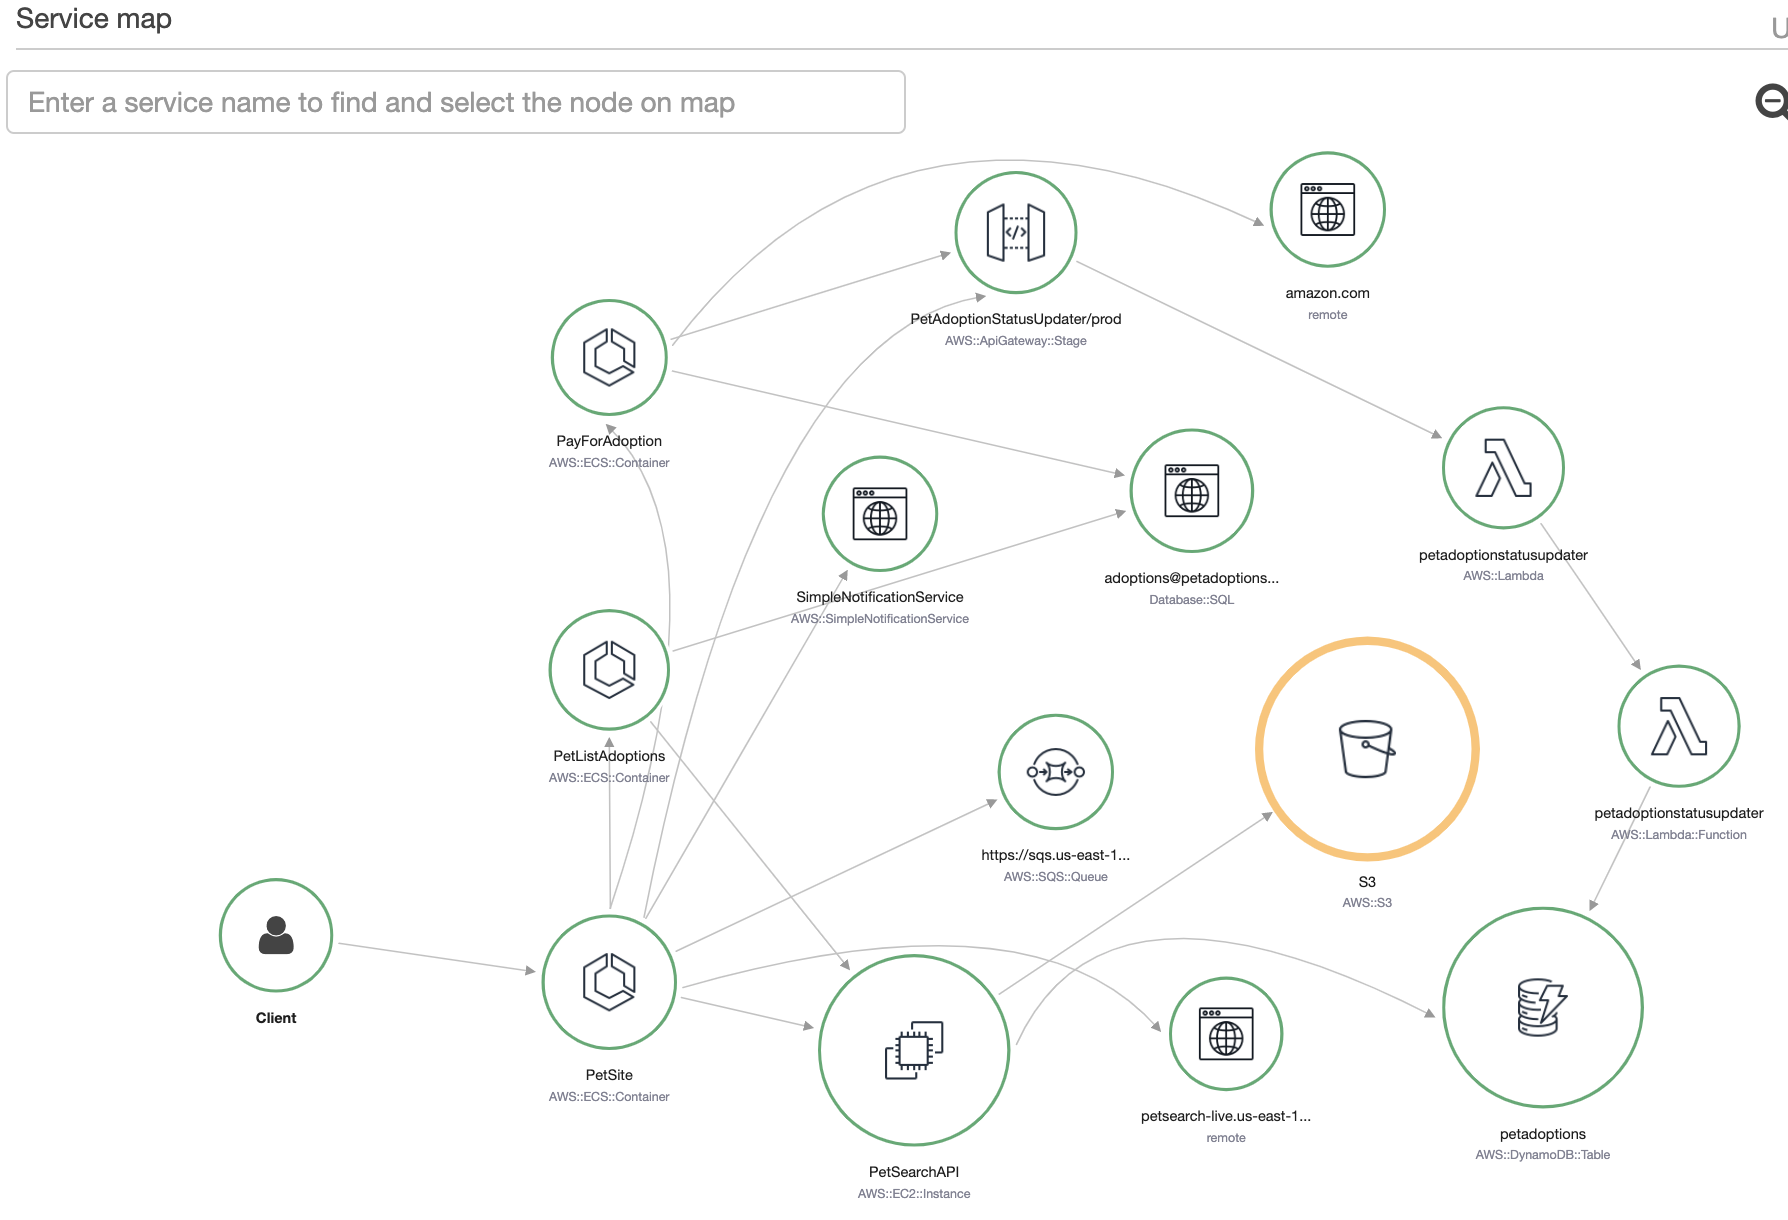 Service map
U
Enter a service name to find and select the node on map
amazon.com
remote
PetAdoptionStatusUpdater/prod
AWS::ApiGateway::Stage
PayForAdoption
AWS::ECS::Container
petadoptionstatusupdater
AWS::Lambda
adoptions@petadoptions...
Database::SQL
SimpleNotificationService
AWS::SimpleNotificationService
PetListAdoptions
AWS::ECS::Container
petadoptionstatusupdater
AWS::Lambda::Function
https://sqs.us-east-1...
AWS::SQS::Queue
S3
AWS::S3
Client
PetSite
AWS::ECS::Container
petsearch-live.us-east-1...
remote
petadoptions
AWS::DynamoDB::Table
PetSearchAPI
AWS::EC2::Instance